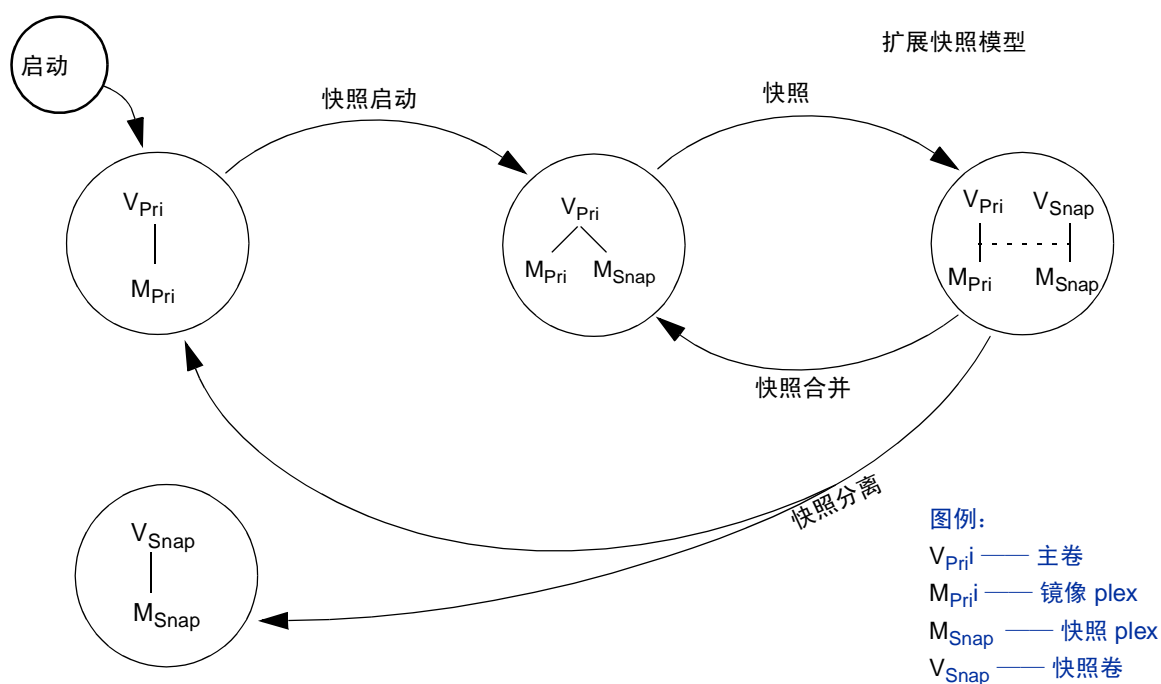 扩展快照模型
启动
快照启动
快照
VPri
MPri
VPri
MPri MSnap
VPri VSnap
MPri MSnap
快照合并
快照分离
VSnap
MSnap
图例：
VPrii —— 主卷
MPrii —— 镜像 plex
MSnap —— 快照 plex
VSnap —— 快照卷